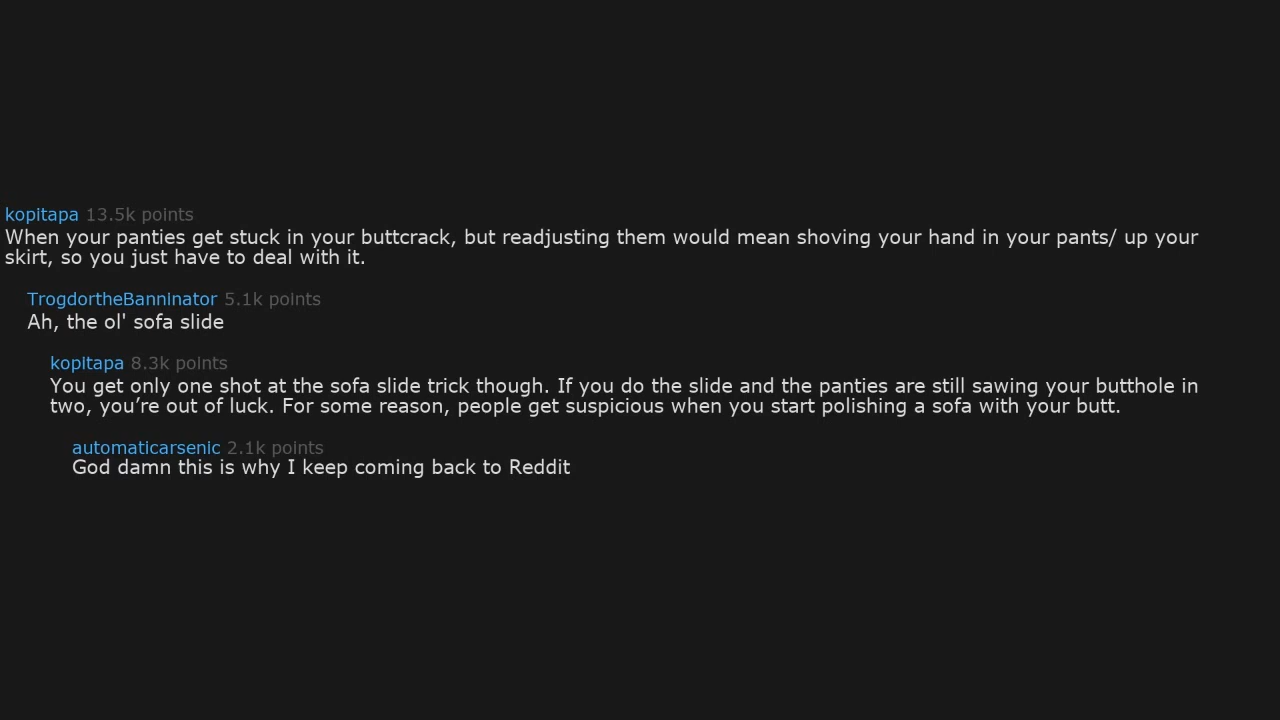 kopitapa 13.5k points
When your panties get stuck in your buttcrack, but readjusting them would mean shoving your hand in your pants/ up your
skirt, so you just have to deal with it.
TrogdortheBanninator 5.1k points
Ah, the ol' sofa slide
kopitapa 8.3k points
You get only one shot at the sofa slide trick though. If you do the slide and the panties are still sawing your butthole in
two, you’re out of luck. For some reason, people get suspicious when you start polishing a sofa with your butt.
automaticarsenic 2.1k points
God damn this is why I keep coming back to Reddit